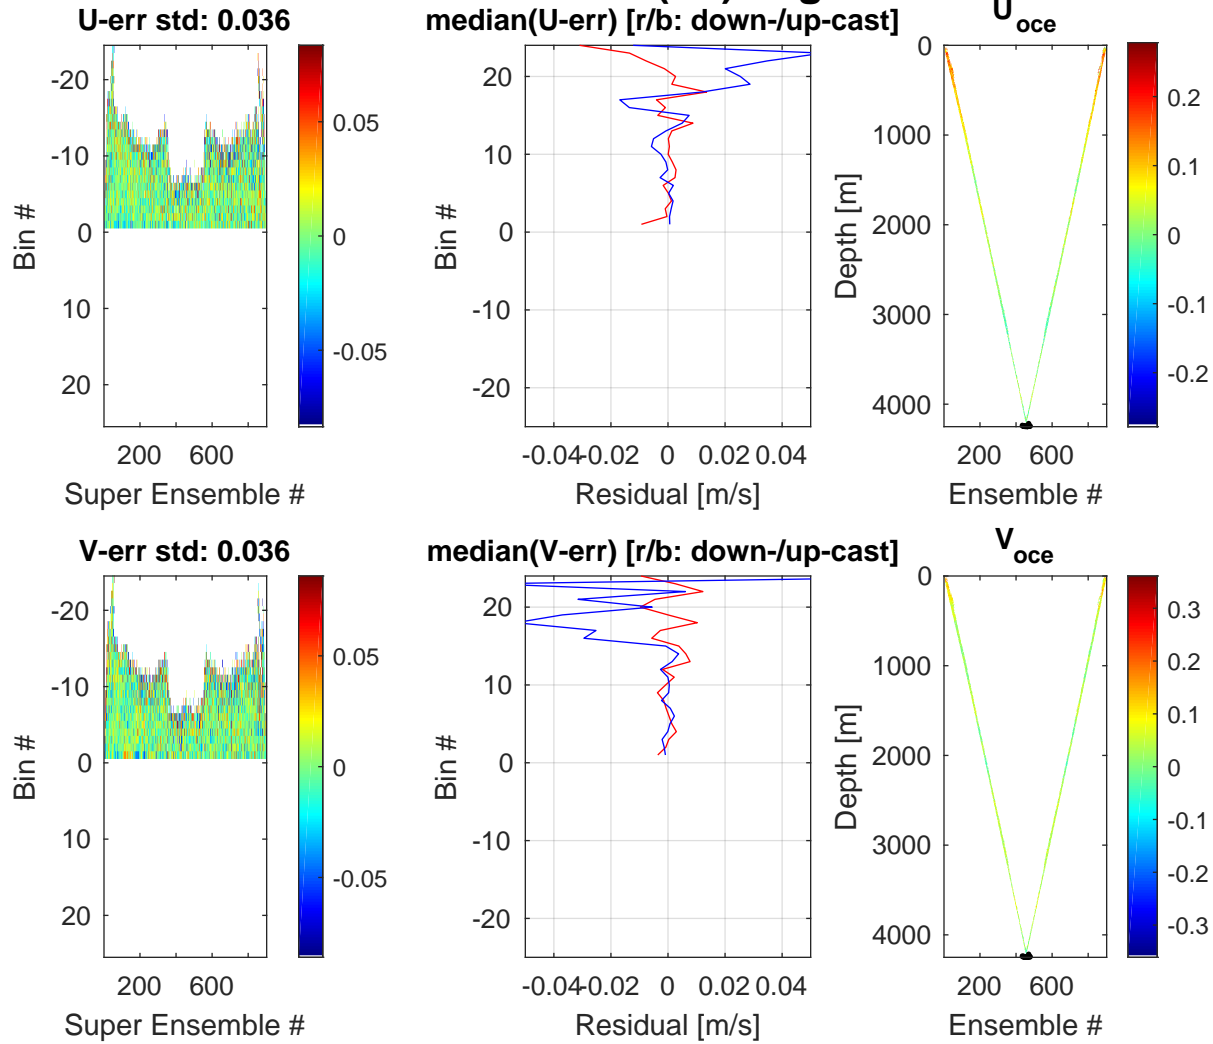 U-err std: 0.036
-20
-10
0
10
20
Bin #
200 600
Super Ensemble #
0.05
0
-0.05
median(U-err) [r/b: down-/up-cast]
20
10
0
-10
-20
Bin #
-0.04 -0.02 0 0.02 0.04
Residual [m/s]
U oce
0
1000
2000
3000
4000
Depth [m]
200 600
Ensemble #
0.2
0.1
0
-0.1
-0.2
V-err std: 0.036
-20
-10
0
10
20
Bin #
200 600
Super Ensemble #
0.05
0
-0.05
median(V-err) [r/b: down-/up-cast]
20
10
0
-10
-20
Bin #
-0.04 -0.02 0 0.02 0.04
Residual [m/s]
V oce
0
1000
2000
3000
4000
Depth [m]
200 600
Ensemble #
0.3
0.2
0.1
0
-0.1
-0.2
-0.3